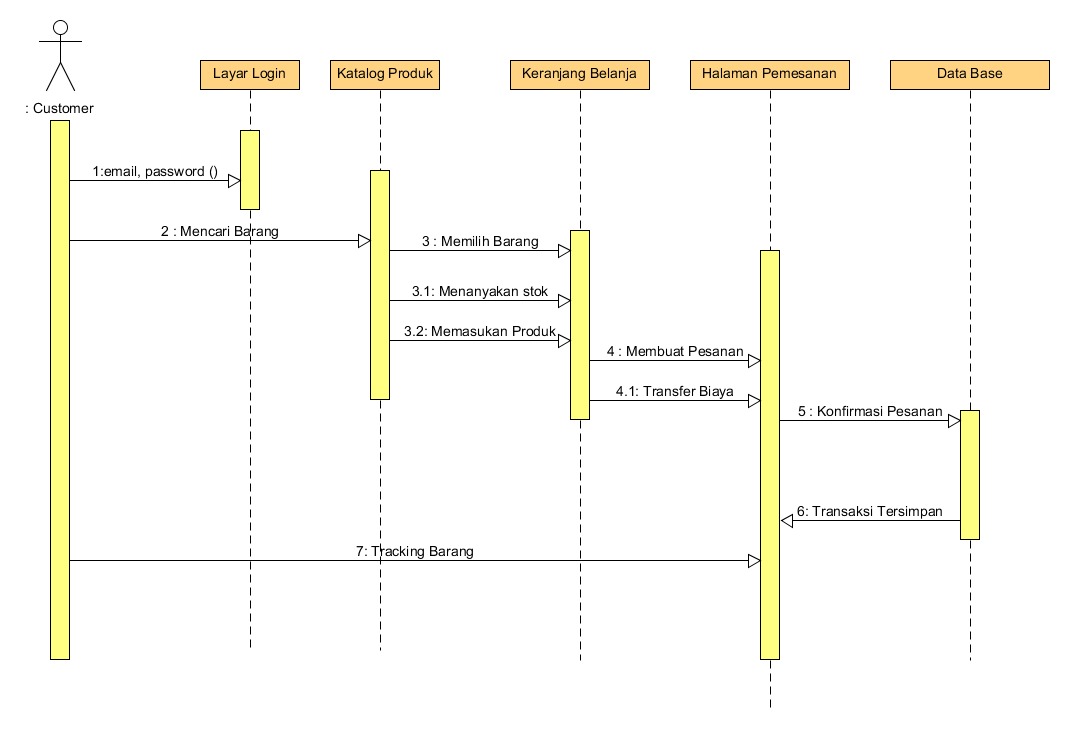 Layar Login
Katalog Produk
Keranjang Belanja
Halaman Pemesanan
Data Base
: Customer
1:email, password ()
2 : Mencari Barang
3 : Memilih Barang
3.1: Menanyakan stok
3.2: Memasukan Produk
4 : Membuat Pesanan
4.1: Transfer Biaya
5 : Konfirmasi Pesanan
6: Transaksi Tersimpan
7: Tracking Barang